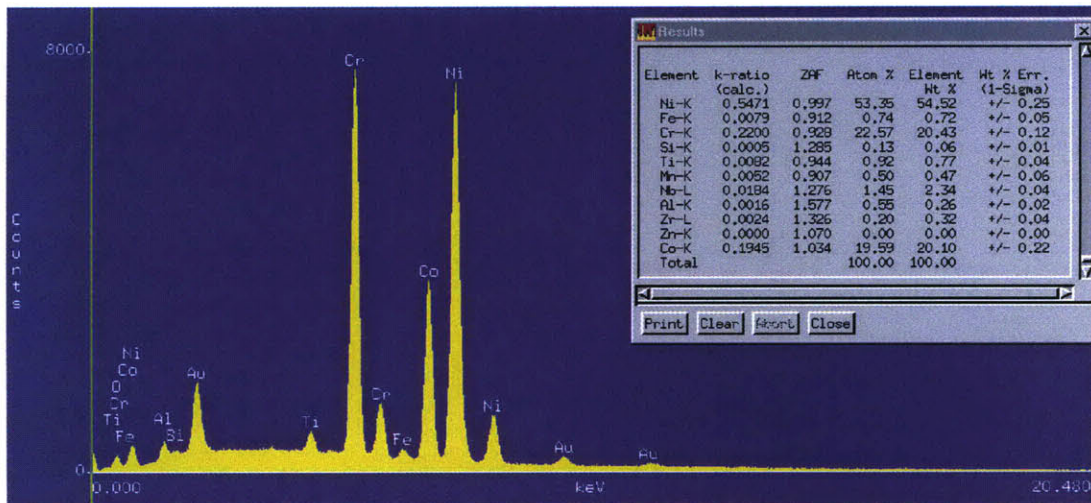 8000.
Counts
0.
0.000
keV
20.480
Ni
Co
O
Cr
Ti
Fe
Al
Si
Au
Ti
Cr
Cr
Fe
Co
Ni
Ni
Au
Au
Results
Element k-ratio ZAF Atom % Element Wt % Err.
(calc.) Wt % (1-Sigma)
Ni-K 0.5471 0.997 53.35 54.52 +/- 0.25
Fe-K 0.0079 0.912 0.74 0.72 +/- 0.05
Cr-K 0.2200 0.928 22.57 20.43 +/- 0.12
Si-K 0.0005 1.285 0.13 0.06 +/- 0.01
Ti-K 0.0082 0.944 0.92 0.77 +/- 0.04
Mn-K 0.0052 0.907 0.50 0.47 +/- 0.06
Nb-L 0.0184 1.276 1.45 2.34 +/- 0.04
Al-K 0.0016 1.577 0.55 0.26 +/- 0.02
Zr-L 0.0024 1.326 0.20 0.32 +/- 0.04
Zn-K 0.0000 1.070 0.00 0.00 +/- 0.00
Co-K 0.1945 1.034 19.59 20.10 +/- 0.22
Total 100.00 100.00
Print Clear Abort Close